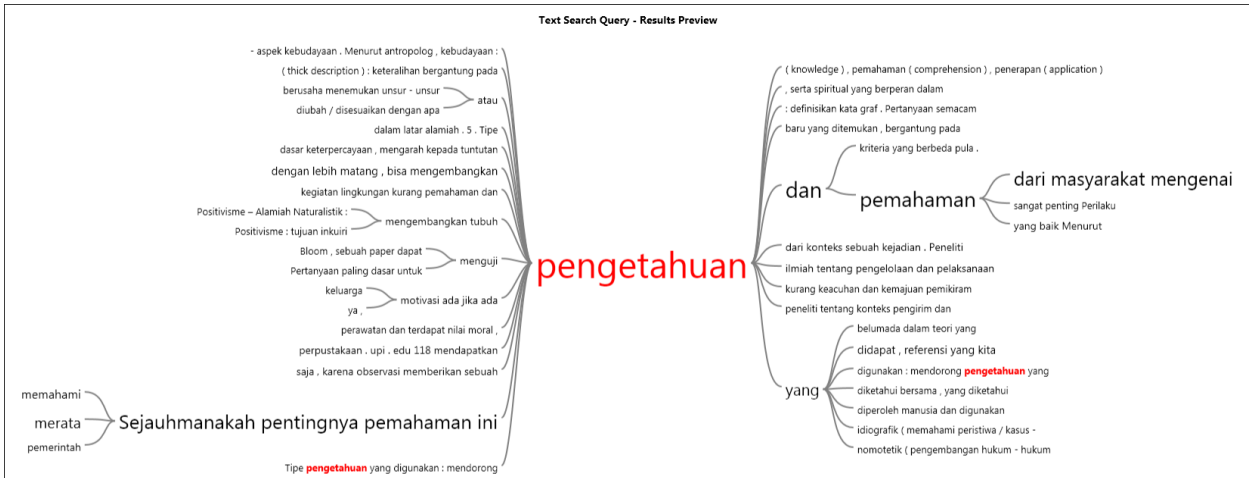 Text Search Query - Results Preview
- aspek kebudayaan . Menurut antropolog , kebudayaan :
( thick description ) : keteralihan bergantung pada
berusaha menemukan unsur - unsur
diubah / disesuaikan dengan apa
atau
dalam latar alamiah . 5 . Tipe
dasar keterpercayaan , mengarah kepada tuntutan
dengan lebih matang , bisa mengembangkan
kegiatan lingkungan kurang pemahaman dan
Positivisme – Alamiah Naturalistik :
Positivisme : tujuan inkuiri
mengembangkan tubuh
Bloom , sebuah paper dapat
Pertanyaan paling dasar untuk
menguji
keluarga
ya ,
motivasi ada jika ada
perawatan dan terdapat nilai moral ,
perpustakaan . upi . edu 118 mendapatkan
saja , karena observasi memberikan sebuah
memahami
merata
pemerintah
Sejauhmanakah pentingnya pemahaman ini
Tipe pengetahuan yang digunakan : mendorong
pengetahuan
( knowledge ) , pemahaman ( comprehension ) , penerapan ( application )
, serta spiritual yang berperan dalam
: definisikan kata graf . Pertanyaan semacam
baru yang ditemukan , bergantung pada
dan
kriteria yang berbeda pula .
pemahaman
dari masyarakat mengenai
sangat penting Perilaku
yang baik Menurut
dari konteks sebuah kejadian . Peneliti
ilmiah tentang pengelolaan dan pelaksanaan
kurang keacuhan dan kemajuan pemikiram
peneliti tentang konteks pengirim dan
yang
belumada dalam teori yang
didapat , referensi yang kita
digunakan : mendorong pengetahuan yang
diketahui bersama , yang diketahui
diperoleh manusia dan digunakan
idiografik ( memahami peristiwa / kasus -
nomotetik ( pengembangan hukum - hukum